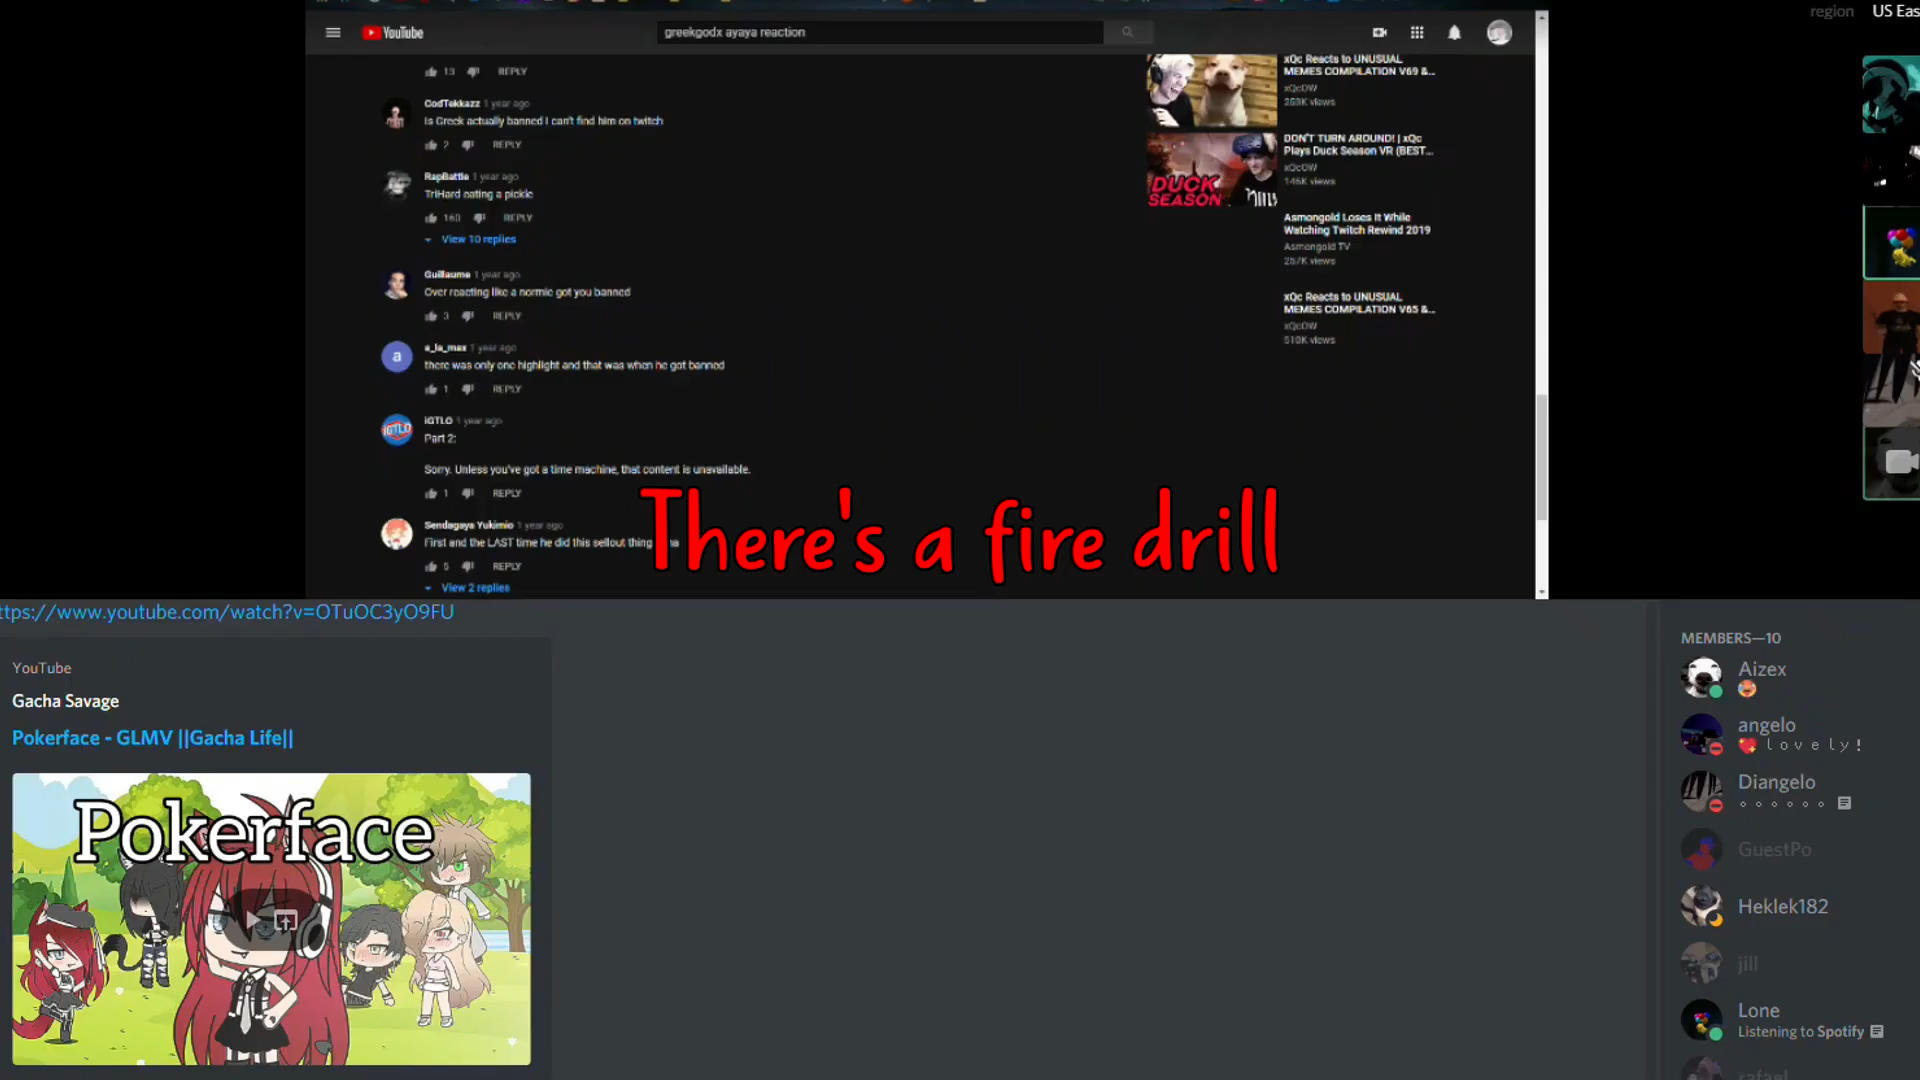 region US Eas
YouTube
greekgodx ayaya reaction
13 REPLY
CodTekkazz 1 year ago
Is Greek actually banned I can't find him on twitch
2 REPLY
RapBattle 1 year ago
TriHard eating a pickle
160 REPLY
View 10 replies
Guillaume 1 year ago
Over reacting like a normie got you banned
3 REPLY
a
a_la_max 1 year ago
there was only one highlight and that was when he got banned
1 REPLY
iGTLO
iGTLO 1 year ago
Part 2:
Sorry. Unless you've got a time machine, that content is unavailable.
1 REPLY
Sendagaya Yukimio 1 year ago
First and the LAST time he did this sellout thing
5 REPLY
View 2 replies
xQc Reacts to UNUSUAL
MEMES COMPILATION V69 &...
xQcOW
253K views
DUCK
SEASON
DON'T TURN AROUND! | xQc
Plays Duck Season VR (BEST...
xQcOW
146K views
Asmongold Loses It While
Watching Twitch Rewind 2019
Asmongold TV
257K views
xQc Reacts to UNUSUAL
MEMES COMPILATION V65 &...
xQcOW
510K views
There's a fire drill
ttps://www.youtube.com/watch?v=OTuOC3yO9FU
YouTube
Gacha Savage
Pokerface - GLMV ||Gacha Life||
Pokerface
MEMBERS—10
Aizex
angelo
lovely!
Diangelo
GuestPo
Heklek182
jill
Lone
Listening to Spotify
rafael